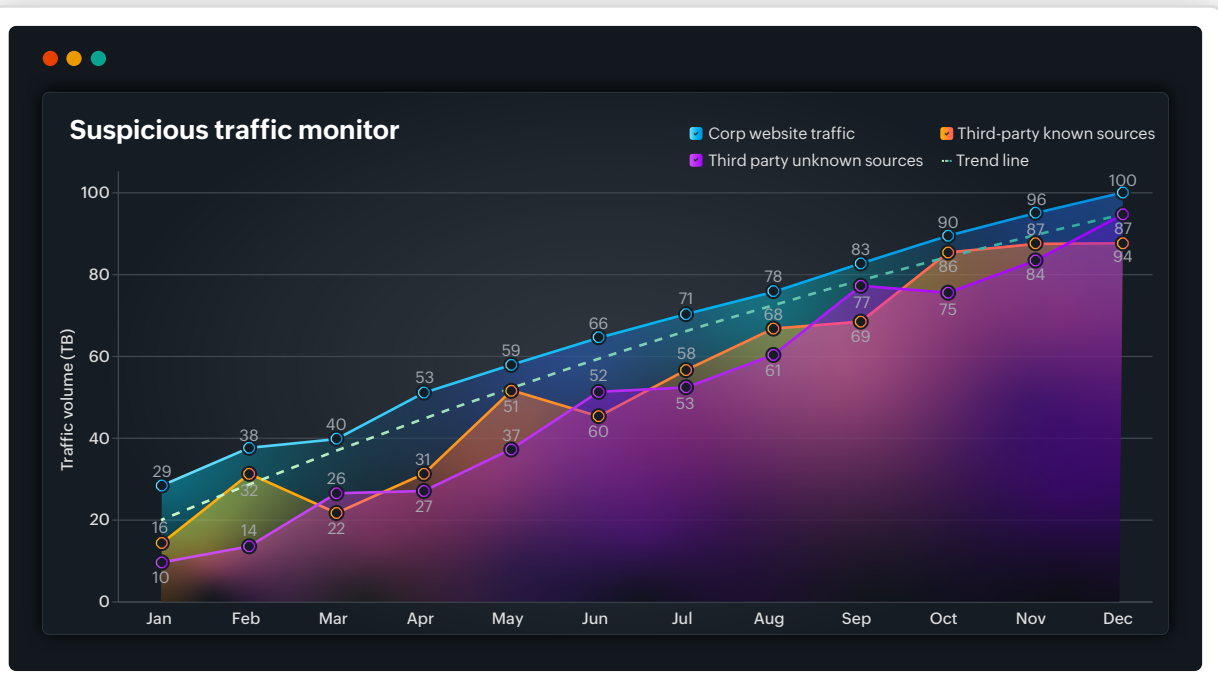 Suspicious traffic monitor
Corp website traffic
Third-party known sources
Third party unknown sources
Trend line
Traffic volume (TB)
100
80
60
40
20
0
29 38 40 53 59 66 71 78 83 90 96 100
16 32 22 31 51 60 58 68 69 86 87 87
10 14 26 27 37 52 53 61 77 75 84 94
Jan Feb Mar Apr May Jun Jul Aug Sep Oct Nov Dec